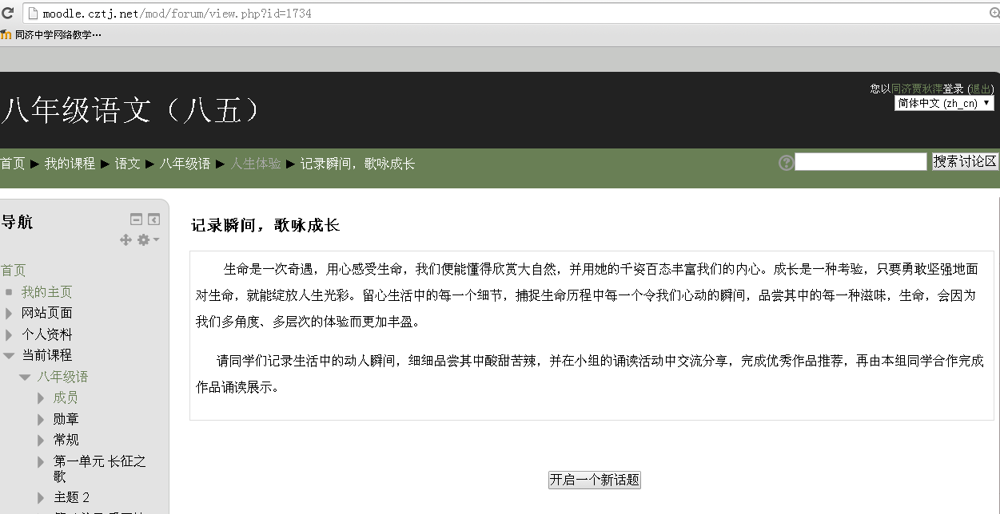 moodle.cztj.net/mod/forum/view.php?id=1734
同济中学网络教学…
您以同济贾秋萍登录 (退出)
简体中文 (zh_cn)
八年级语文（八五）
首页 ▶ 我的课程 ▶ 语文 ▶ 八年级语 ▶ 人生体验 ▶ 记录瞬间，歌咏成长
搜索讨论区
导航
首页
我的主页
网站页面
个人资料
当前课程
八年级语
成员
勋章
常规
第一单元 长征之
歌
主题 2
记录瞬间，歌咏成长
生命是一次奇遇，用心感受生命，我们便能懂得欣赏大自然，并用她的千姿百态丰富我们的内心。成长是一种考验，只要勇敢坚强地面
对生命，就能绽放人生光彩。留心生活中的每一个细节，捕捉生命历程中每一个令我们心动的瞬间，品尝其中的每一种滋味，生命，会因为
我们多角度、多层次的体验而更加丰盈。
请同学们记录生活中的动人瞬间，细细品尝其中酸甜苦辣，并在小组的诵读活动中交流分享，完成优秀作品推荐，再由本组同学合作完成
作品诵读展示。
开启一个新话题